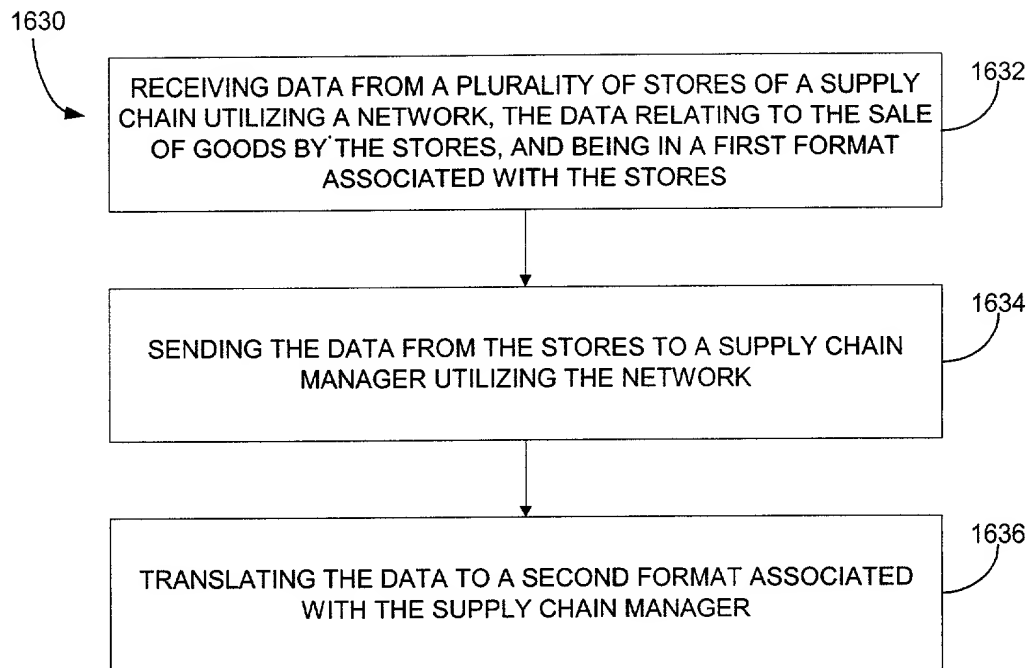 1630
1632
RECEIVING DATA FROM A PLURALITY OF STORES OF A SUPPLY
CHAIN UTILIZING A NETWORK, THE DATA RELATING TO THE SALE
OF GOODS BY THE STORES, AND BEING IN A FIRST FORMAT
ASSOCIATED WITH THE STORES
1634
SENDING THE DATA FROM THE STORES TO A SUPPLY CHAIN
MANAGER UTILIZING THE NETWORK
1636
TRANSLATING THE DATA TO A SECOND FORMAT ASSOCIATED
WITH THE SUPPLY CHAIN MANAGER